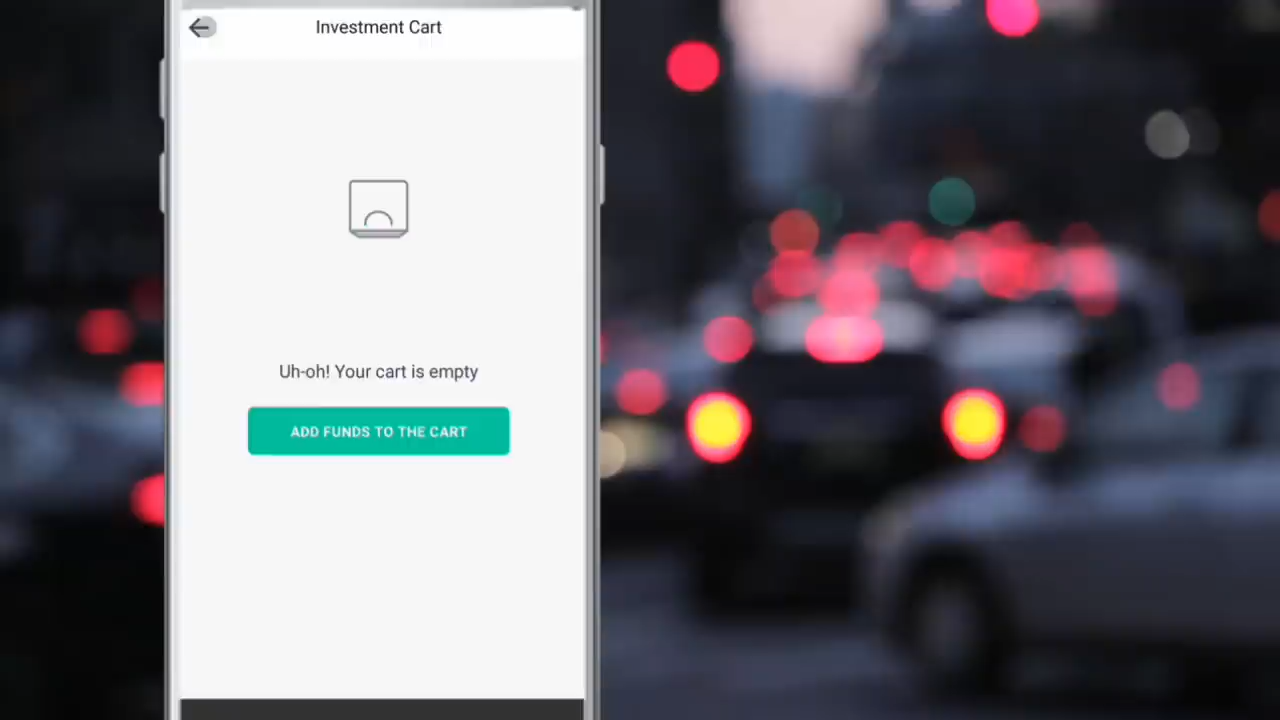 Investment Cart
Uh-oh! Your cart is empty
ADD FUNDS TO THE CART